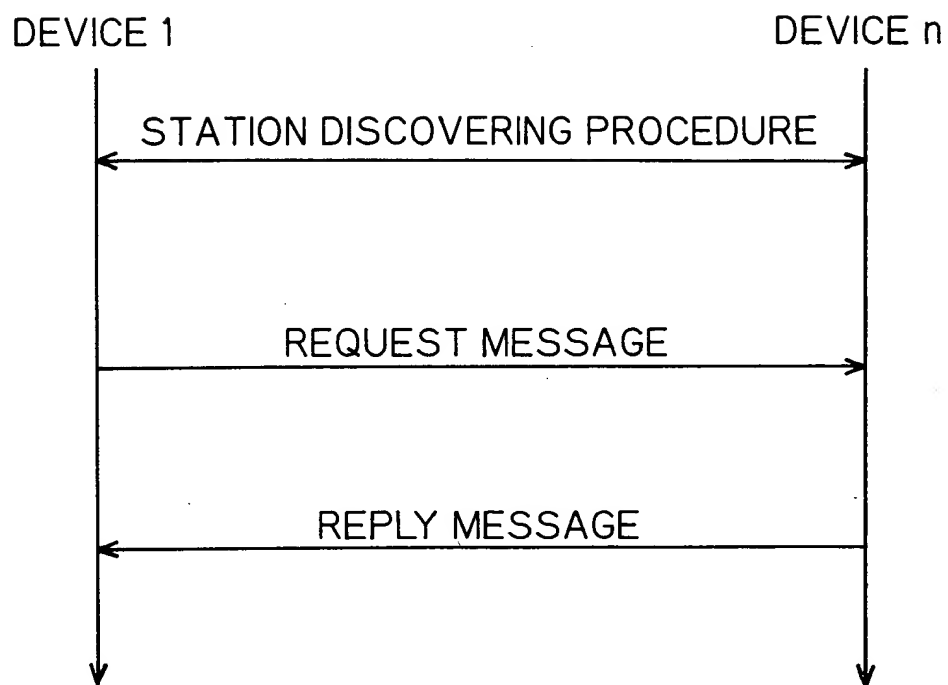 DEVICE 1
DEVICE n
STATION DISCOVERING PROCEDURE
REQUEST MESSAGE
REPLY MESSAGE